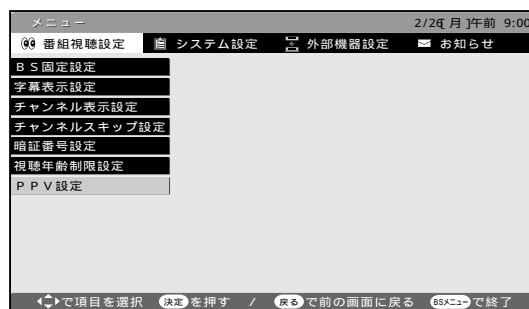 メニュー 2/26[月]午前 9:00
番組視聴設定 システム設定 外部機器設定 お知らせ
BS固定設定
字幕表示設定
チャンネル表示設定
チャンネルスキップ設定
暗証番号設定
視聴年齢制限設定
PPV設定
で項目を選択 決定を押す / 戻るで前の画面に戻る BSメニューで終了